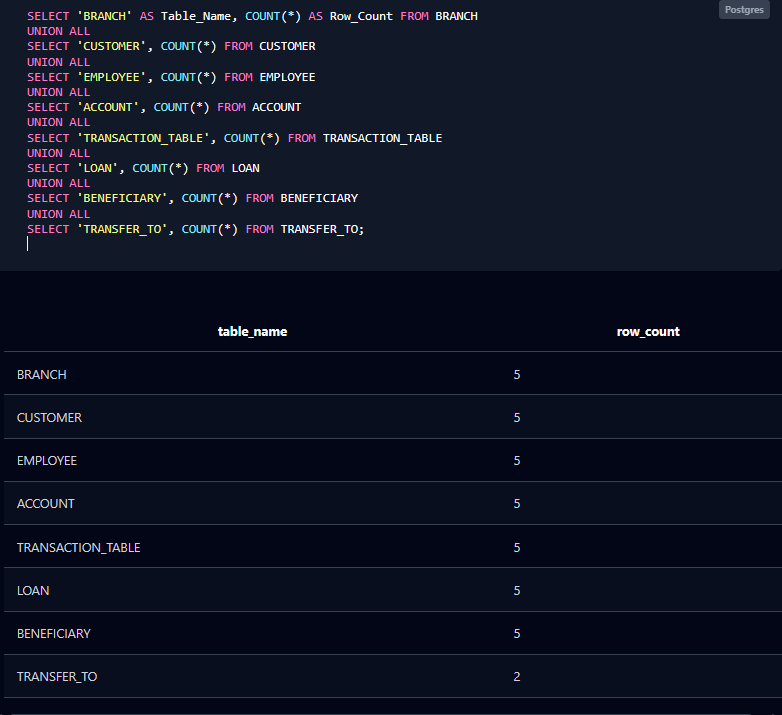 Postgres
SELECT 'BRANCH' AS Table_Name, COUNT(*) AS Row_Count FROM BRANCH
UNION ALL
SELECT 'CUSTOMER', COUNT(*) FROM CUSTOMER
UNION ALL
SELECT 'EMPLOYEE', COUNT(*) FROM EMPLOYEE
UNION ALL
SELECT 'ACCOUNT', COUNT(*) FROM ACCOUNT
UNION ALL
SELECT 'TRANSACTION_TABLE', COUNT(*) FROM TRANSACTION_TABLE
UNION ALL
SELECT 'LOAN', COUNT(*) FROM LOAN
UNION ALL
SELECT 'BENEFICIARY', COUNT(*) FROM BENEFICIARY
UNION ALL
SELECT 'TRANSFER_TO', COUNT(*) FROM TRANSFER_TO;
table_name row_count
BRANCH 5
CUSTOMER 5
EMPLOYEE 5
ACCOUNT 5
TRANSACTION_TABLE 5
LOAN 5
BENEFICIARY 5
TRANSFER_TO 2